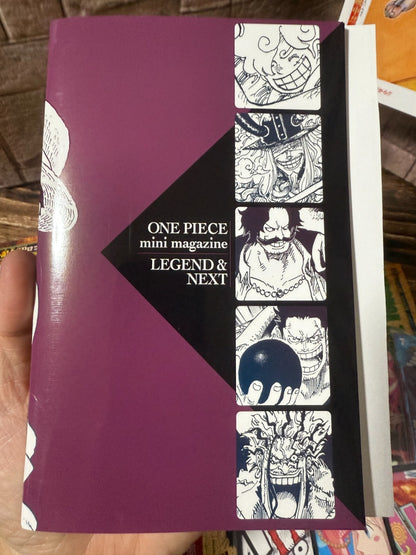 ONE PIECE
mini magazine
LEGEND &
NEXT